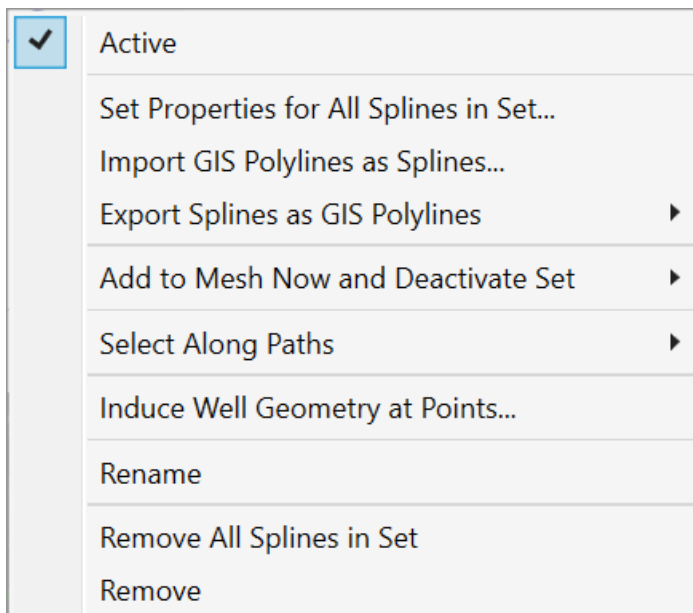 Active
Set Properties for All Splines in Set...
Import GIS Polylines as Splines...
Export Splines as GIS Polylines
Add to Mesh Now and Deactivate Set
Select Along Paths
Induce Well Geometry at Points...
Rename
Remove All Splines in Set
Remove